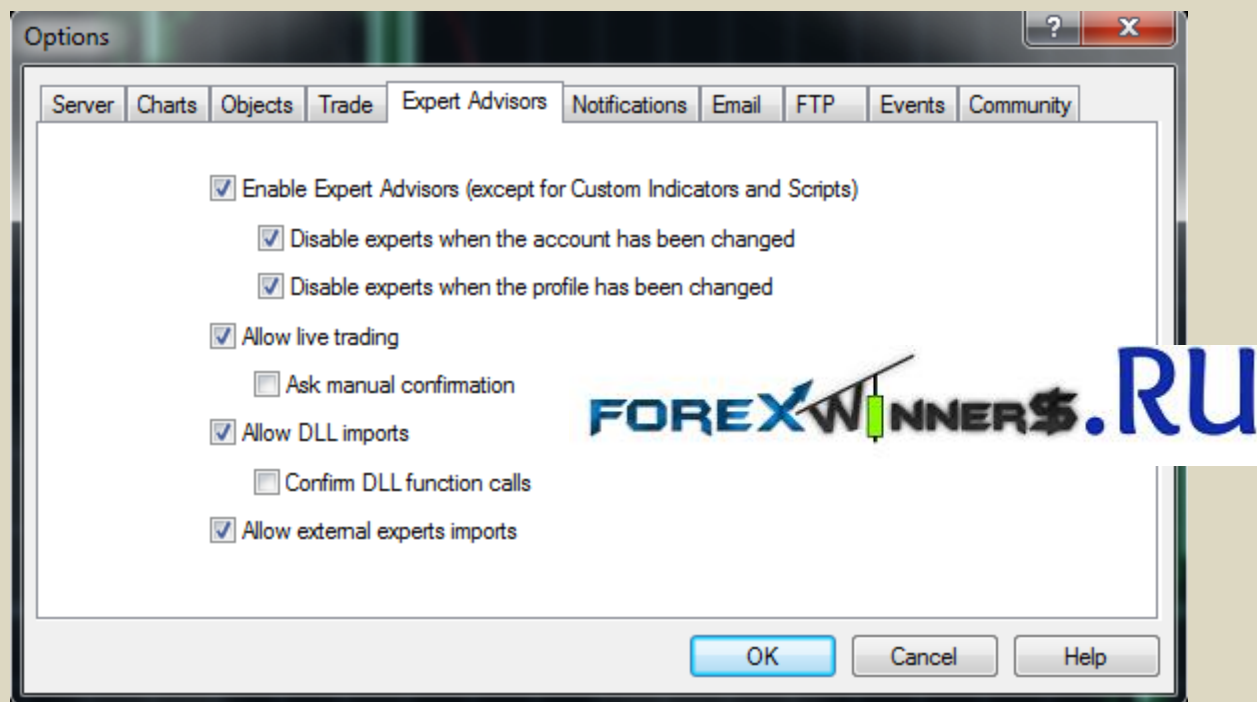 Options
Server Charts Objects Trade Expert Advisors Notifications Email FTP Events Community
Enable Expert Advisors (except for Custom Indicators and Scripts)
Disable experts when the account has been changed
Disable experts when the profile has been changed
Allow live trading
Ask manual confirmation
Allow DLL imports
Confirm DLL function calls
Allow external experts imports
FOREXWINNER$.RU
OK Cancel Help